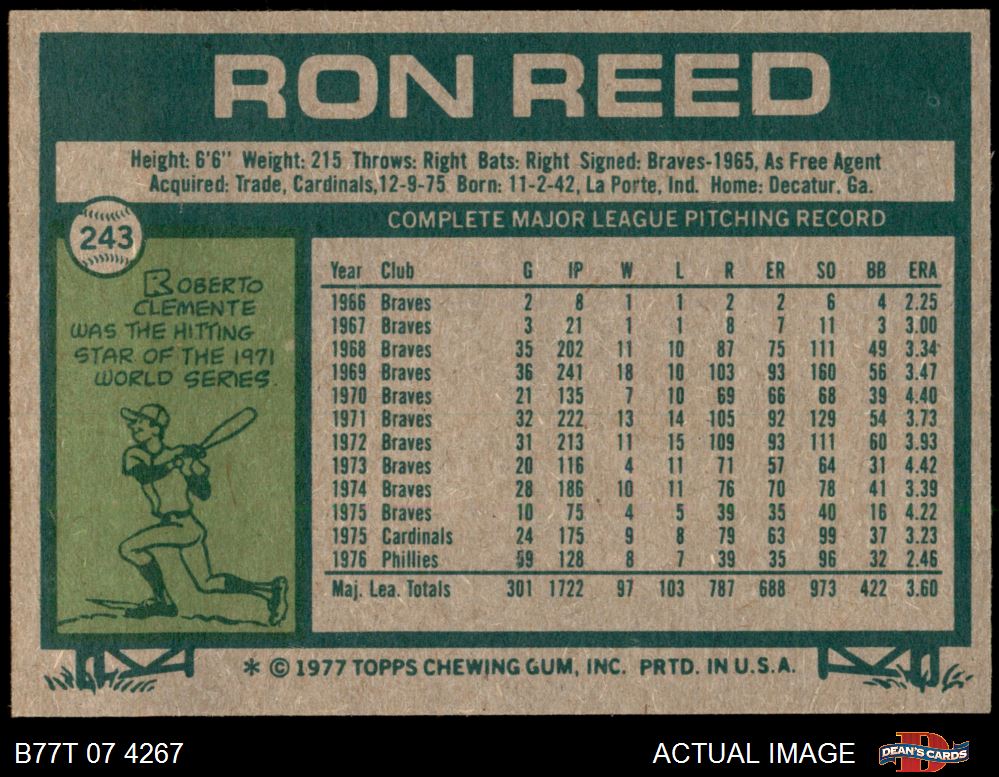 RON REED
Height: 6'6" Weight: 215 Throws: Right Bats: Right Signed: Braves-1965, As Free Agent
Acquired: Trade, Cardinals,12-9-75 Born: 11-2-42, La Porte, Ind. Home: Decatur, Ga.
243
ROBERTO
CLEMENTE
WAS THE HITTING
STAR OF THE 1971
WORLD SERIES.
COMPLETE MAJOR LEAGUE PITCHING RECORD
Year Club G IP W L R ER SO BB ERA
1966 Braves 2 8 1 1 2 2 6 4 2.25
1967 Braves 3 21 1 1 8 7 11 3 3.00
1968 Braves 35 202 11 10 87 75 111 49 3.34
1969 Braves 36 241 18 10 103 93 160 56 3.47
1970 Braves 21 135 7 10 69 66 68 39 4.40
1971 Braves 32 222 13 14 105 92 129 54 3.73
1972 Braves 31 213 11 15 109 93 111 60 3.93
1973 Braves 20 116 4 11 71 57 64 31 4.42
1974 Braves 28 186 10 11 76 70 78 41 3.39
1975 Braves 10 75 4 5 39 35 40 16 4.22
1975 Cardinals 24 175 9 8 79 63 99 37 3.23
1976 Phillies 59 128 8 7 39 35 96 32 2.46
Maj. Lea. Totals 301 1722 97 103 787 688 973 422 3.60
* © 1977 TOPPS CHEWING GUM, INC. PRTD. IN U.S.A.
B77T 07 4267
ACTUAL IMAGE
D
DEAN'S CARDS